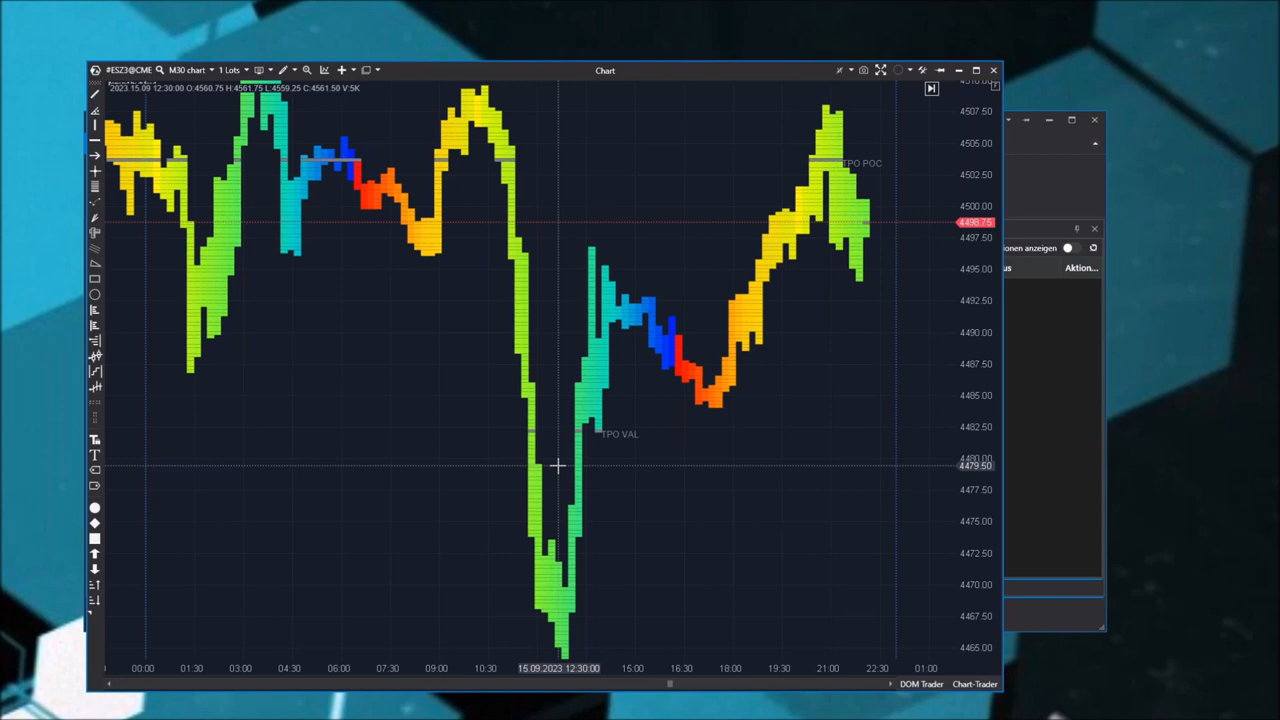 #ESZ3@CME M30 chart 1 Lots Chart
2023.15.09 12:30:00 O:4560.75 H:4561.75 L:4559.25 C:4561.50 V:5K
4507.50
4505.00
TPO POC
4502.50
4500.00
4498.75
4497.50
4495.00
4492.50
4490.00
4487.50
4485.00
4482.50
TPO VAL
4480.00
4479.50
4477.50
4475.00
4472.50
4470.00
4467.50
4465.00
00:00 01:30 03:00 04:30 06:00 07:30 09:00 10:30 15.09.2023 12:30:00 15:00 16:30 18:00 19:30 21:00 22:30 01:00
DOM Trader Chart-Trader
onen anzeigen
us Aktion...